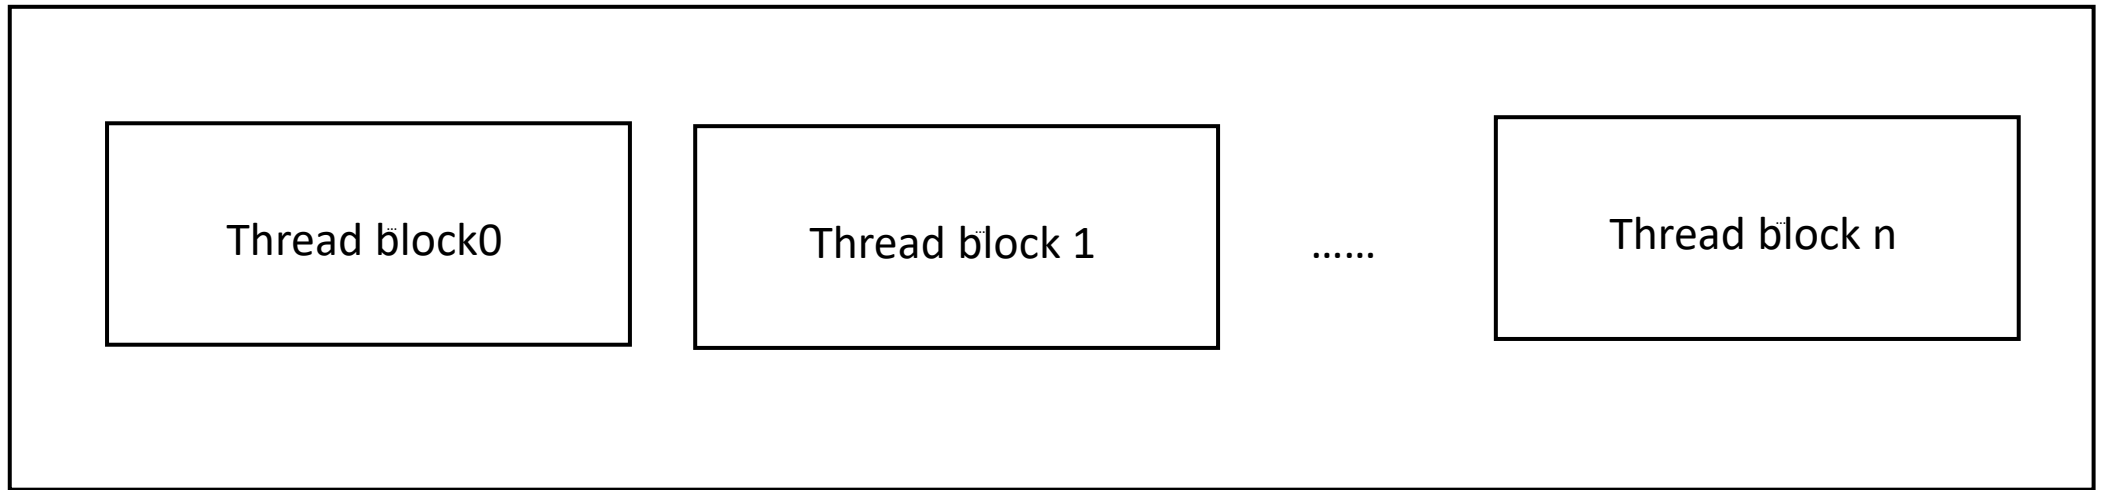 Thread block0
Thread block 1
……
Thread block n